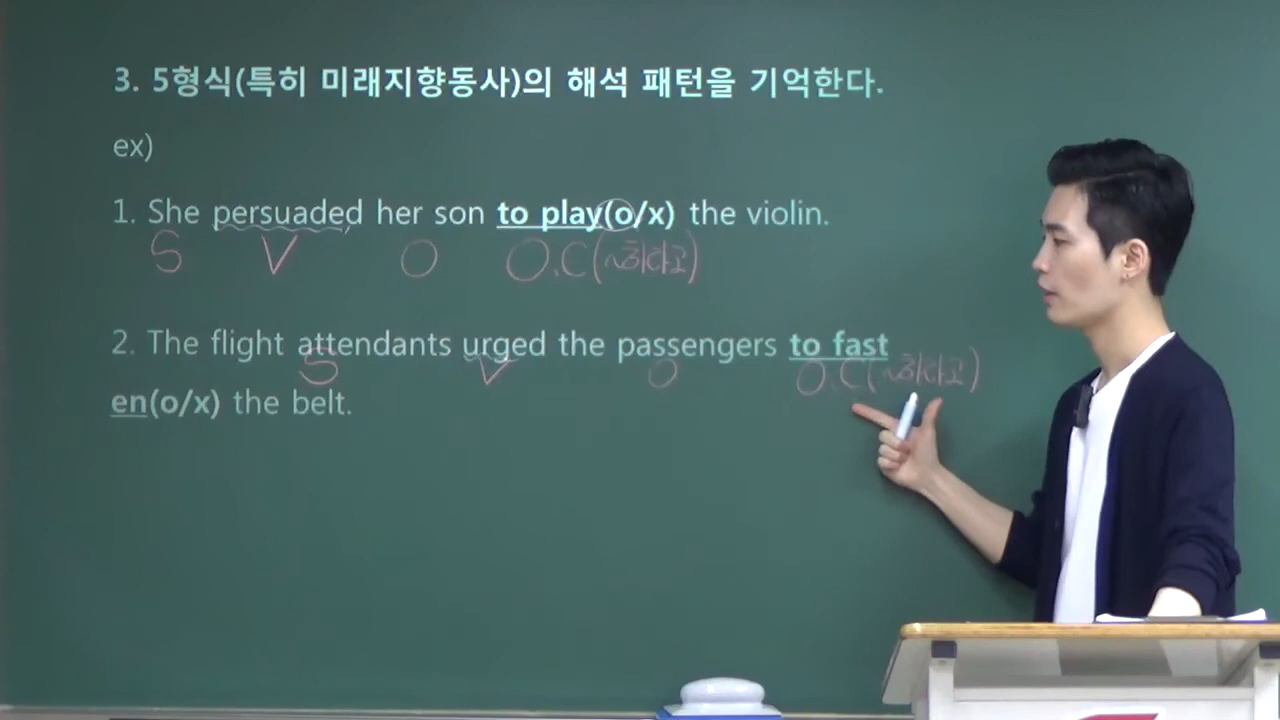 3. 5형식(특히 미래지향동사)의 해석 패턴을 기억한다.
ex)
1. She persuaded her son to play(o/x) the violin.
S V O O.C(~하라고)
2. The flight attendants urged the passengers to fast
S V O O.C(~하라고)
en(o/x) the belt.